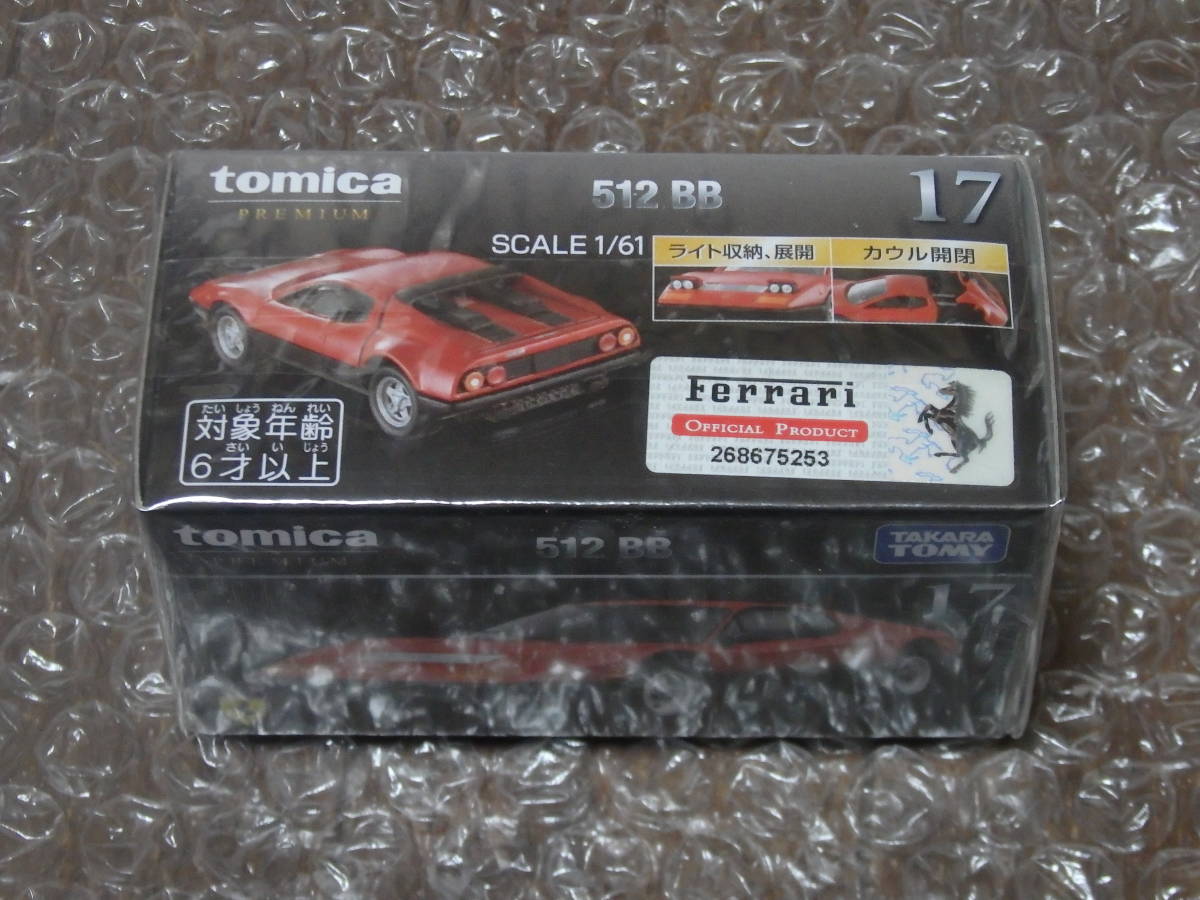 tomica
PREMIUM
512 BB
17
SCALE 1/61
ライト収納、展開
カウル開閉
Ferrari
OFFICIAL PRODUCT
268675253
たいしょうねんれい
対象年齢
さいいじょう
6才以上
tomica
PREMIUM
512 BB
TAKARA
TOMY
17